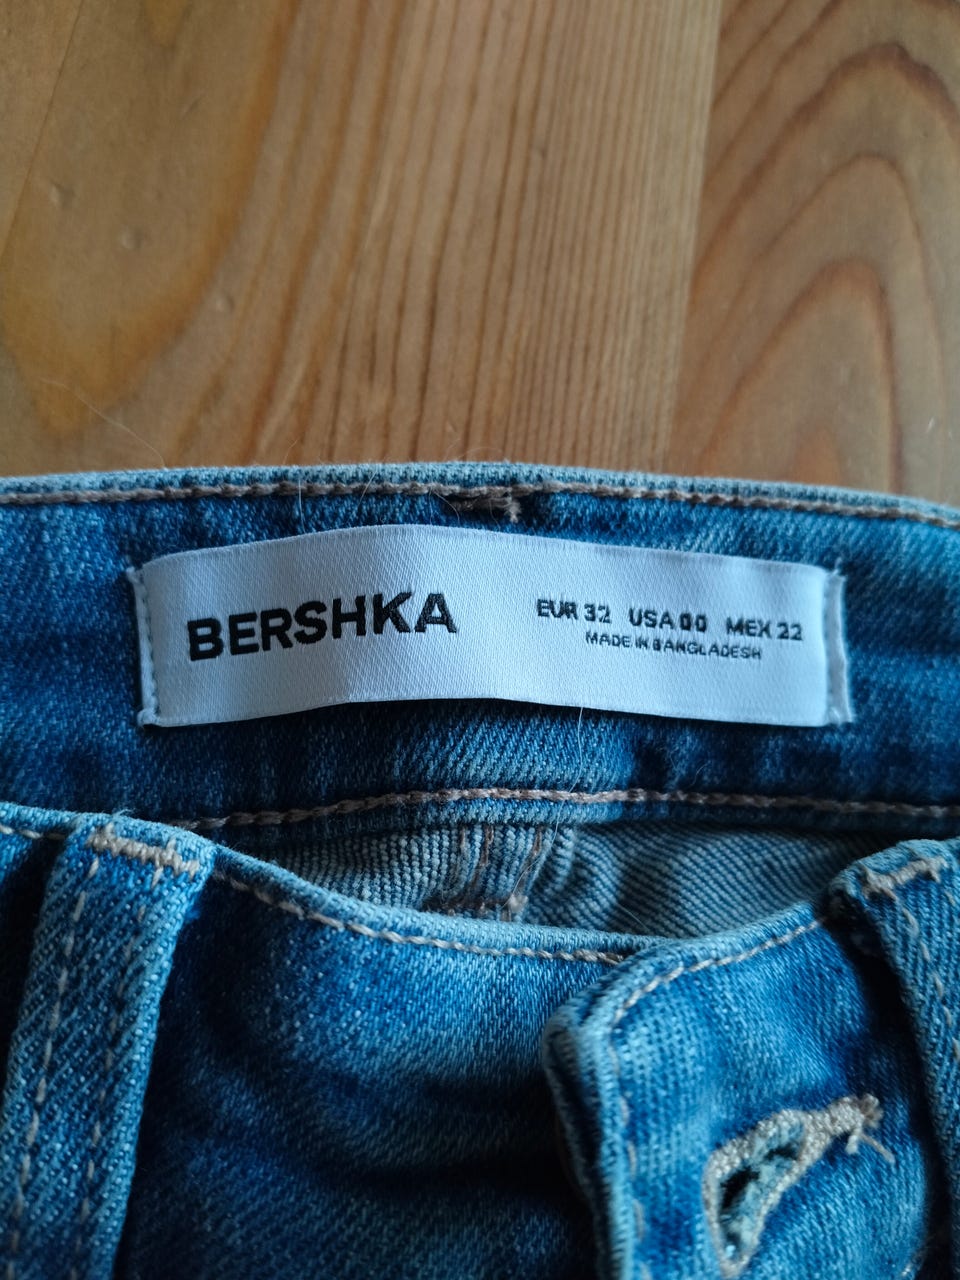 BERSHKA
EUR 32 USA 00 MEX 22
MADE IN BANGLADESH